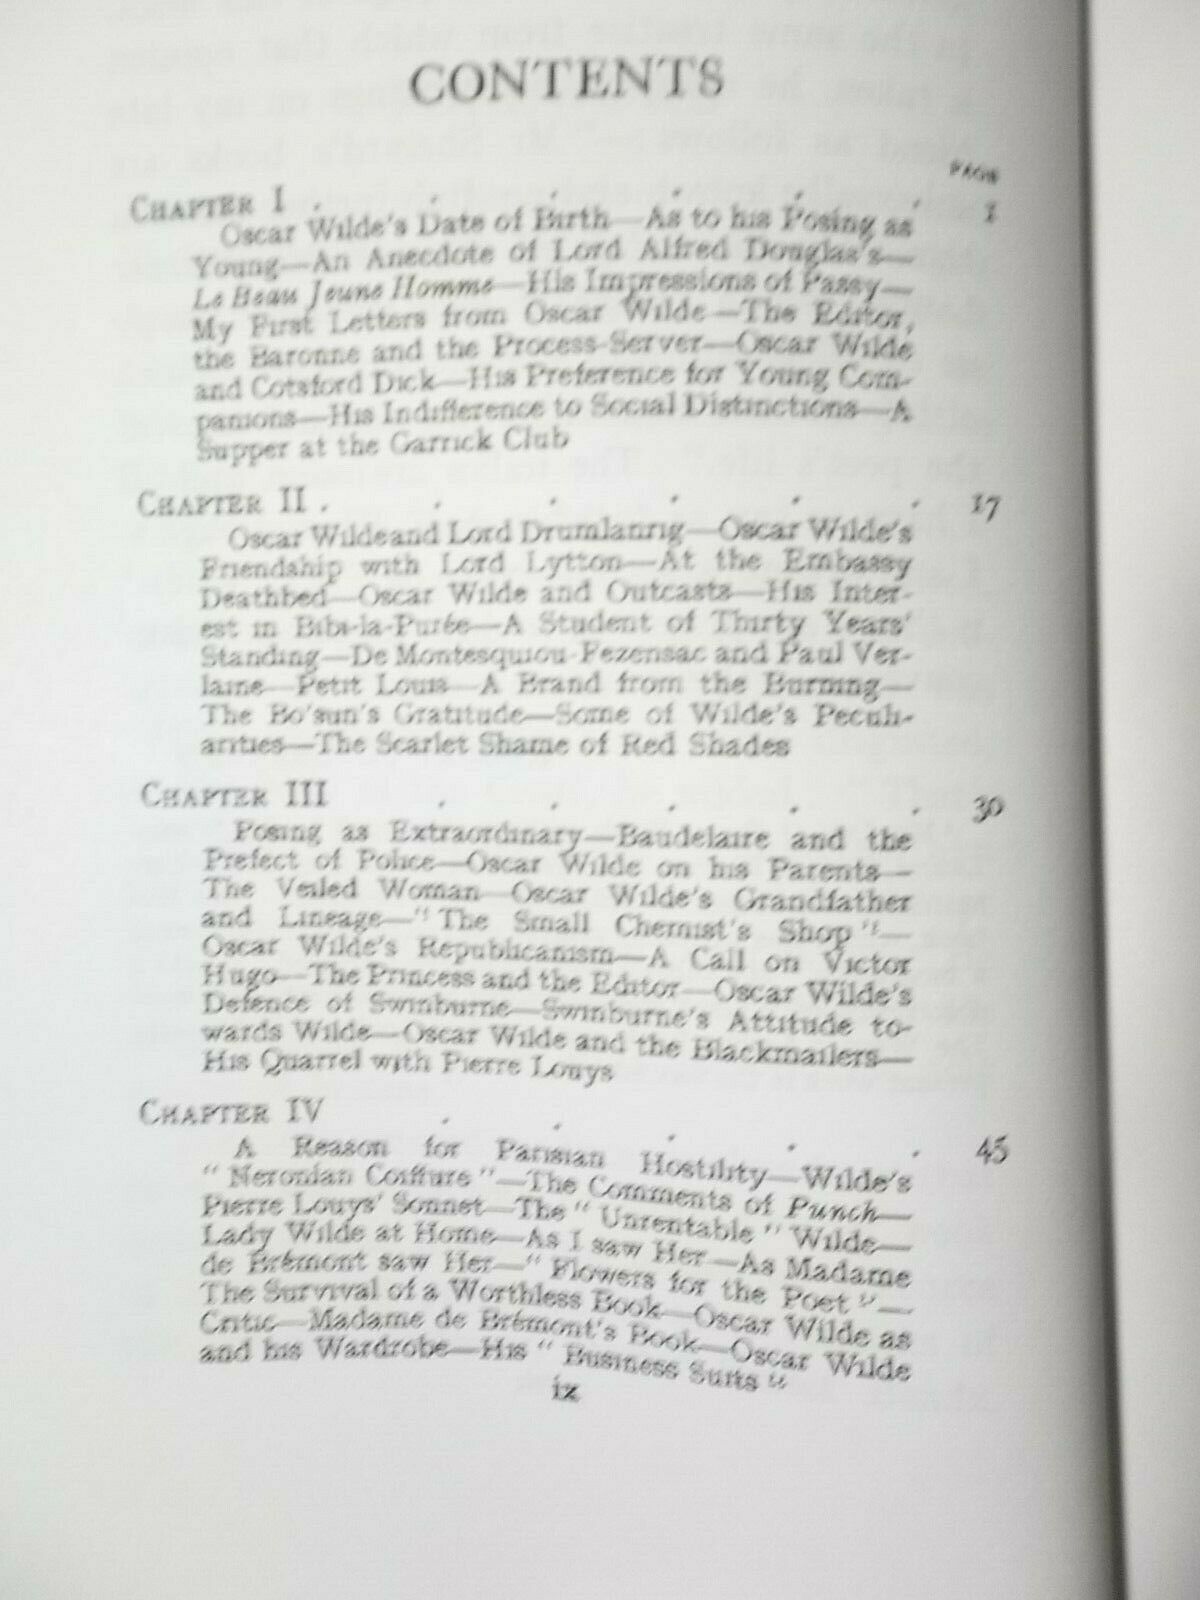 CONTENTS
PAGE
CHAPTER I . . . . . . 1
Oscar Wilde's Date of Birth—As to his Posing as
Young—An Anecdote of Lord Alfred Douglas's—
Le Beau Jeune Homme—His Impressions of Passy—
My First Letters from Oscar Wilde—The Editor,
the Baronne and the Process-Server—Oscar Wilde
and Cotsford Dick—His Preference for Young Com-
panions—His Indifference to Social Distinctions—A
Supper at the Garrick Club
CHAPTER II . . . . . . 17
Oscar Wilde and Lord Drumlanrig—Oscar Wilde's
Friendship with Lord Lytton—At the Embassy
Deathbed—Oscar Wilde and Outcasts—His Inter-
est in Bibi-la-Purée—A Student of Thirty Years'
Standing—De Montesquiou-Fezensac and Paul Ver-
laine—Petit Louis—A Brand from the Burning—
The Bo'sun's Gratitude—Some of Wilde's Peculi-
arities—The Scarlet Shame of Red Shades
CHAPTER III . . . . . 30
Posing as Extraordinary—Baudelaire and the
Prefect of Police—Oscar Wilde on his Parents—
The Veiled Woman—Oscar Wilde's Grandfather
and Lineage—"The Small Chemist's Shop"—
Oscar Wilde's Republicanism—A Call on Victor
Hugo—The Princess and the Editor—Oscar Wilde's
Defence of Swinburne—Swinburne's Attitude to-
wards Wilde—Oscar Wilde and the Blackmailers—
His Quarrel with Pierre Louys
CHAPTER IV . . . . . 45
A Reason for Parisian Hostility—Wilde's
"Neronian Coiffure"—The Comments of Punch—
Pierre Louys' Sonnet—The "Unrentable" Wilde—
Lady Wilde at Home—As I saw Her—As Madame
de Brémont saw Her—"Flowers for the Poet"—
The Survival of a Worthless Book—Oscar Wilde as
Critic—Madame de Brémont's Book—Oscar Wilde
and his Wardrobe—His "Business Suits"
ix